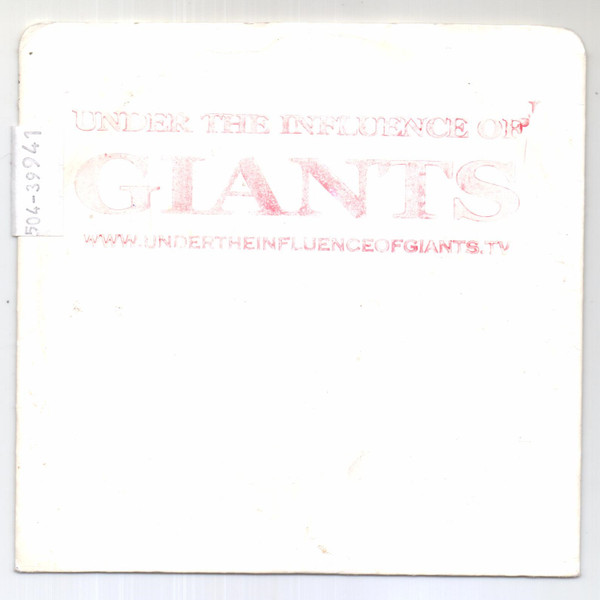 UNDER THE INFLUENCE OF
GIANTS
WWW.UNDERTHEINFLUENCEOFGIANTS.TV
504-39941